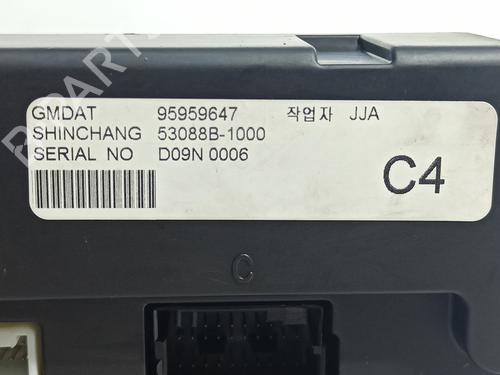 GMDAT 95959647 작업자 JJA
SHINCHANG 53088B-1000
SERIAL NO D09N 0006
C4
C